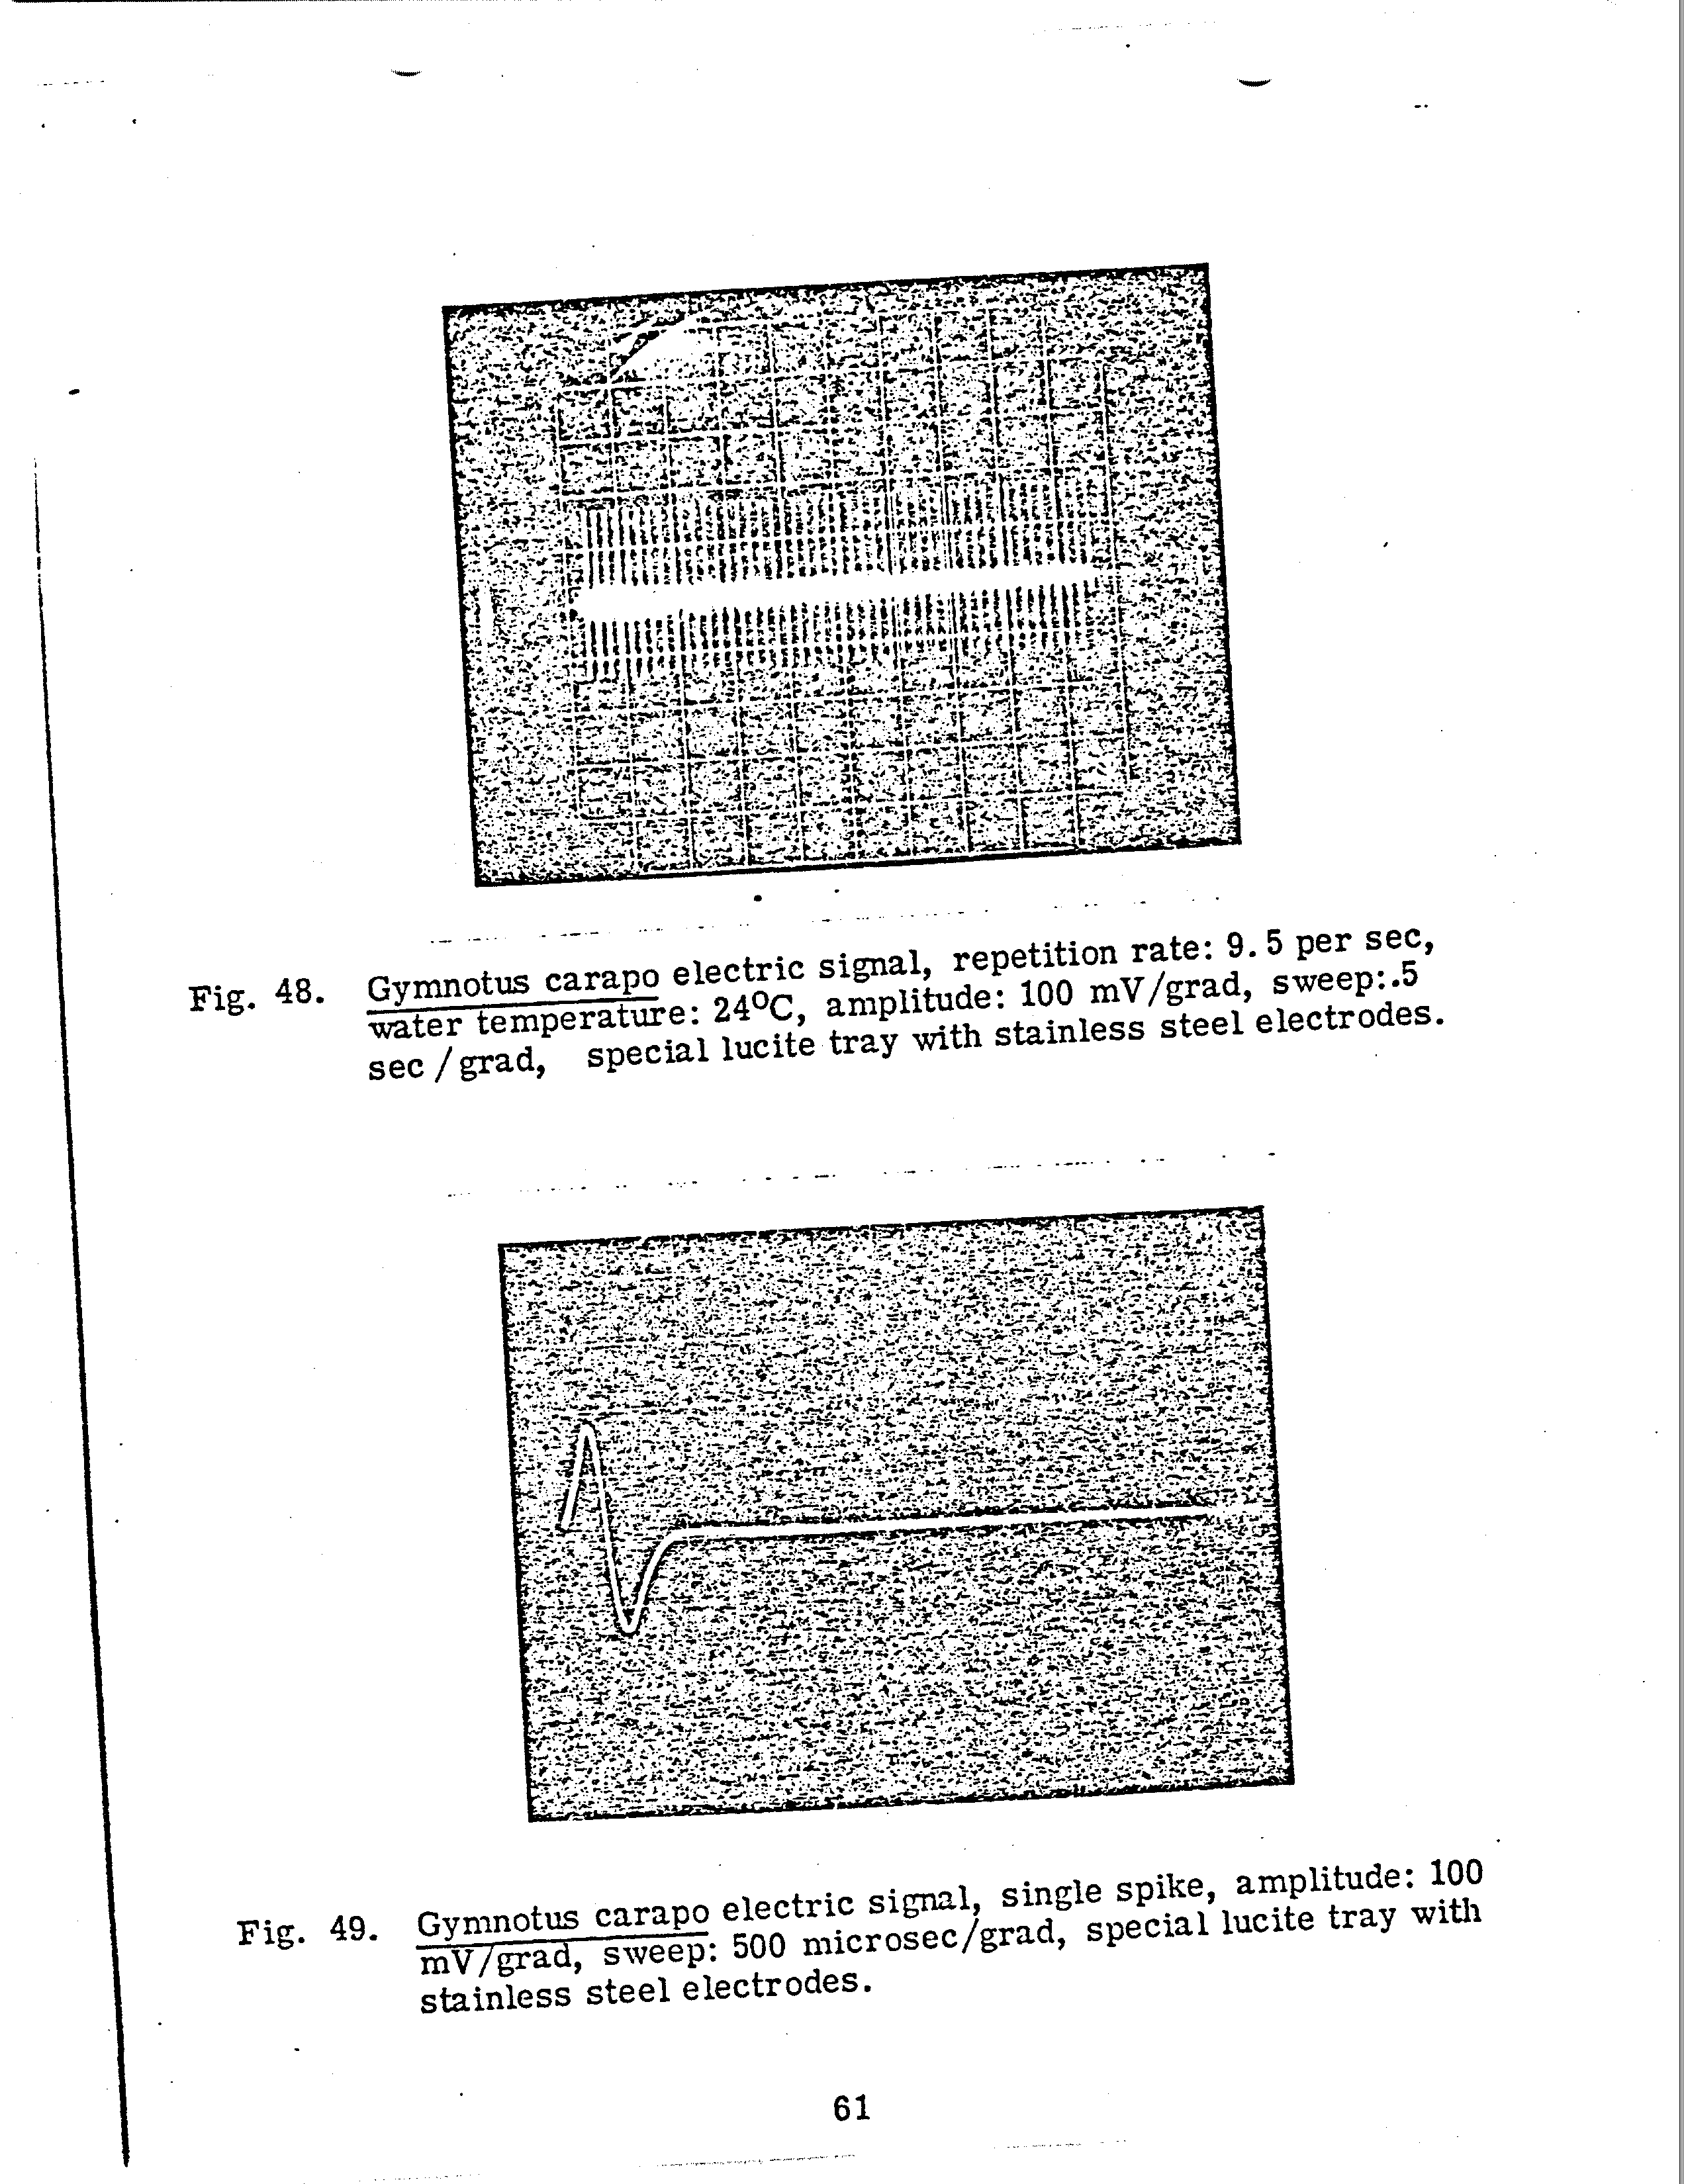 Fig. 48. Gymnotus carapo electric signal, repetition rate: 9.5 per sec,
water temperature: 24°C, amplitude: 100 mV/grad, sweep:.5
sec / grad, special lucite tray with stainless steel electrodes.
Fig. 49. Gymnotus carapo electric signal, single spike, amplitude: 100
mV/grad, sweep: 500 microsec/grad, special lucite tray with
stainless steel electrodes.
61